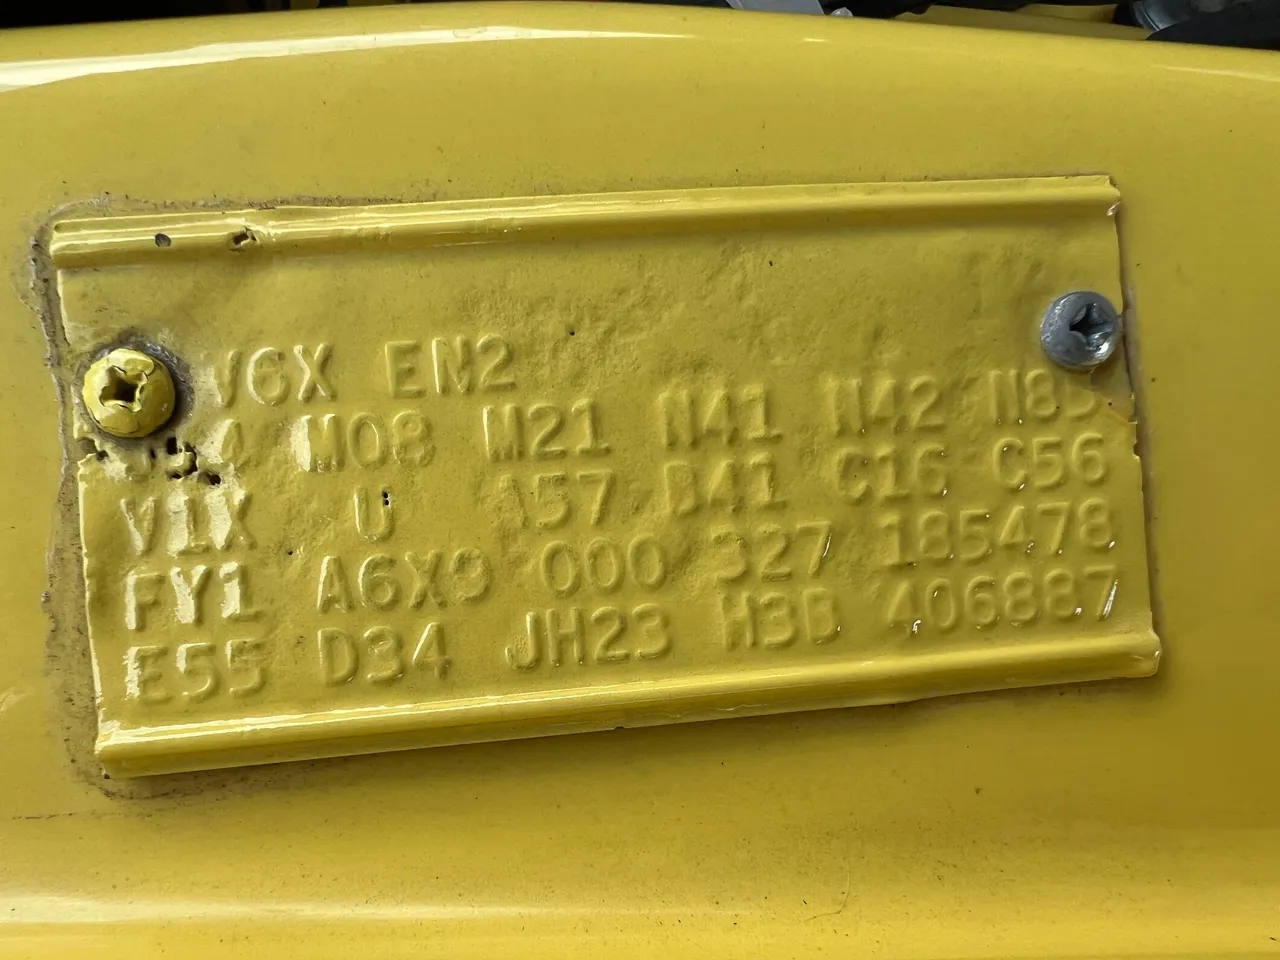 V6X EN2
M08 M21 N41 N42
V1X U A57 B41 C16 C56
FY1 A6X9 000 327 185478
E55 D34 JH23 H3B 406887